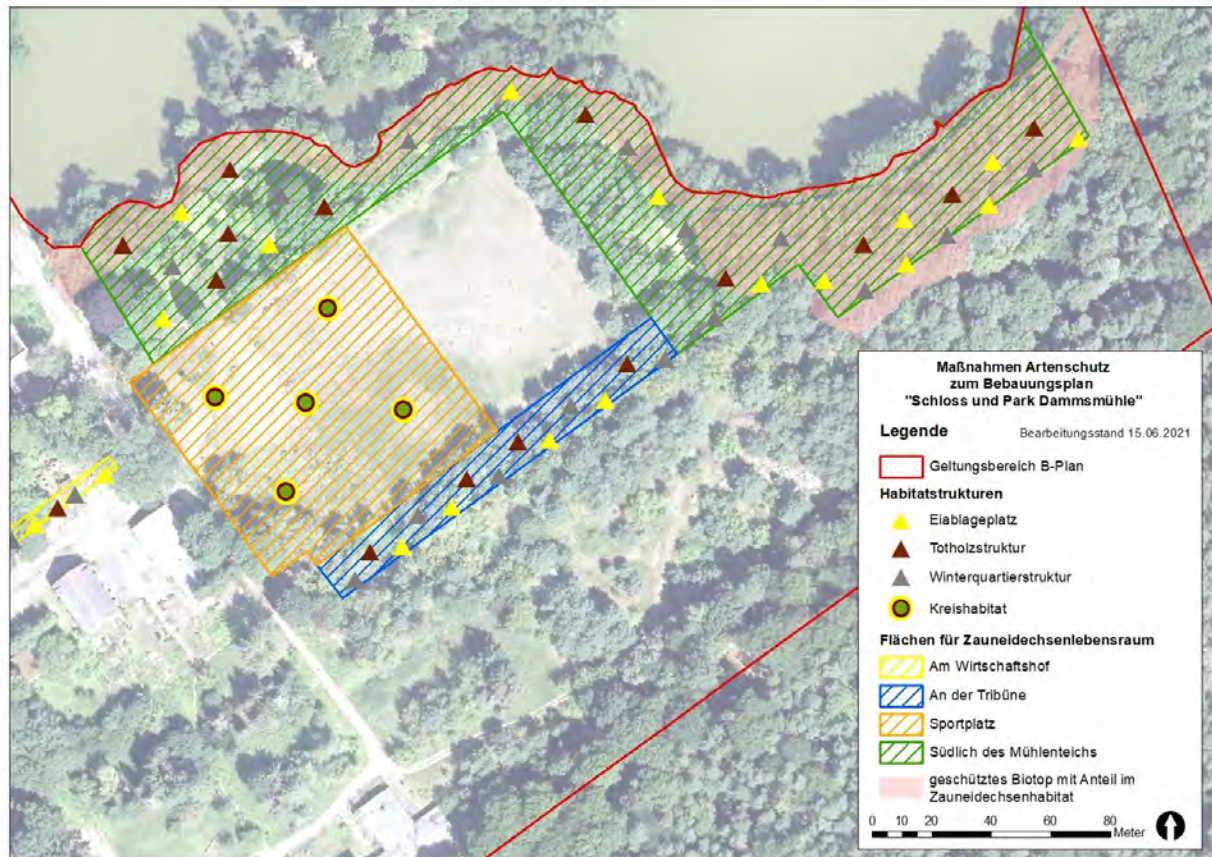 Maßnahmen Artenschutz
zum Bebauungsplan
"Schloss und Park Dammsmühle"
Legende Bearbeitungsstand 15.06.2021
Geltungsbereich B-Plan
Habitatstrukturen
Eiablageplatz
Totholzstruktur
Winterquartierstruktur
Kreishabitat
Flächen für Zauneidechsenlebensraum
Am Wirtschaftshof
An der Tribüne
Sportplatz
Südlich des Mühlenteichs
geschütztes Biotop mit Anteil im
Zauneidechsenhabitat
0 10 20 40 60 80
Meter